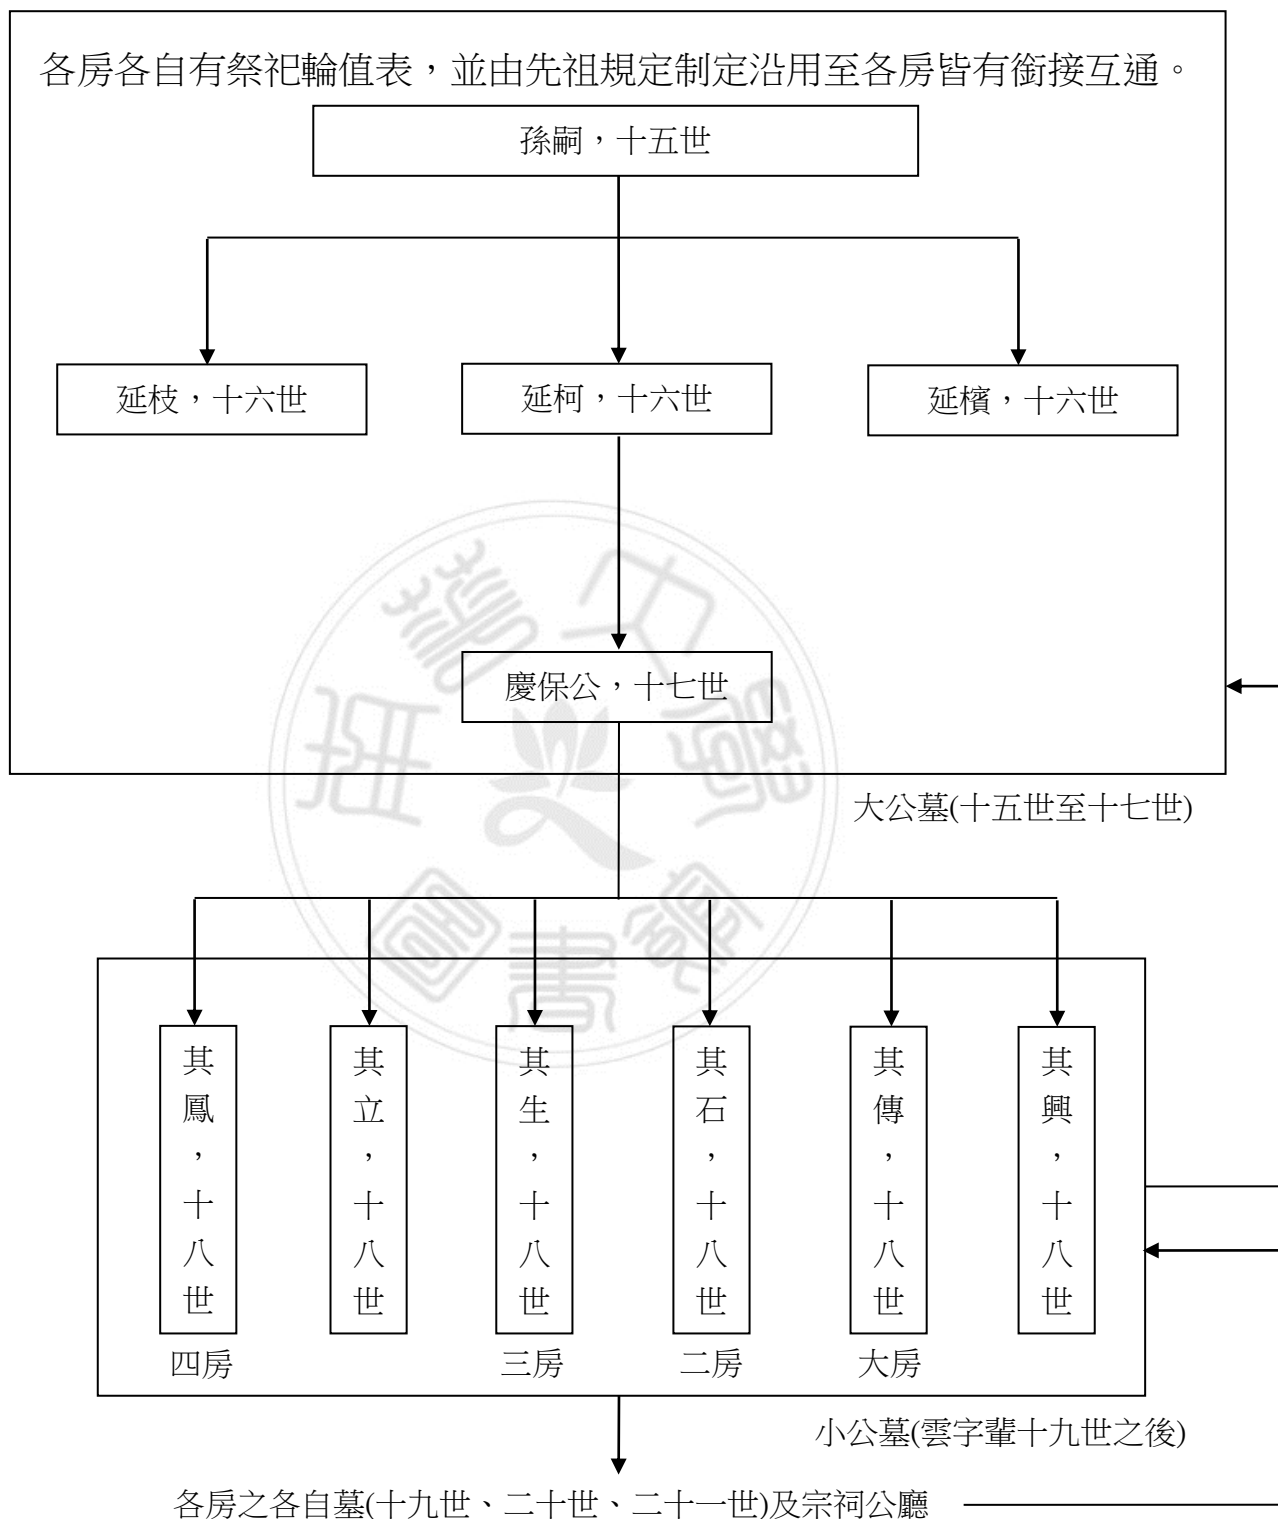 各房各自有祭祀輪值表，並由先祖規定制定沿用至各房皆有銜接互通。
孫嗣，十五世
延枝，十六世
延柯，十六世
延檳，十六世
慶保公，十七世
大公墓(十五世至十七世)
其鳳，十八世
其立，十八世
其生，十八世
其石，十八世
其傳，十八世
其興，十八世
四房
三房
二房
大房
小公墓(雲字輩十九世之後)
各房之各自墓(十九世、二十世、二十一世)及宗祠公廳